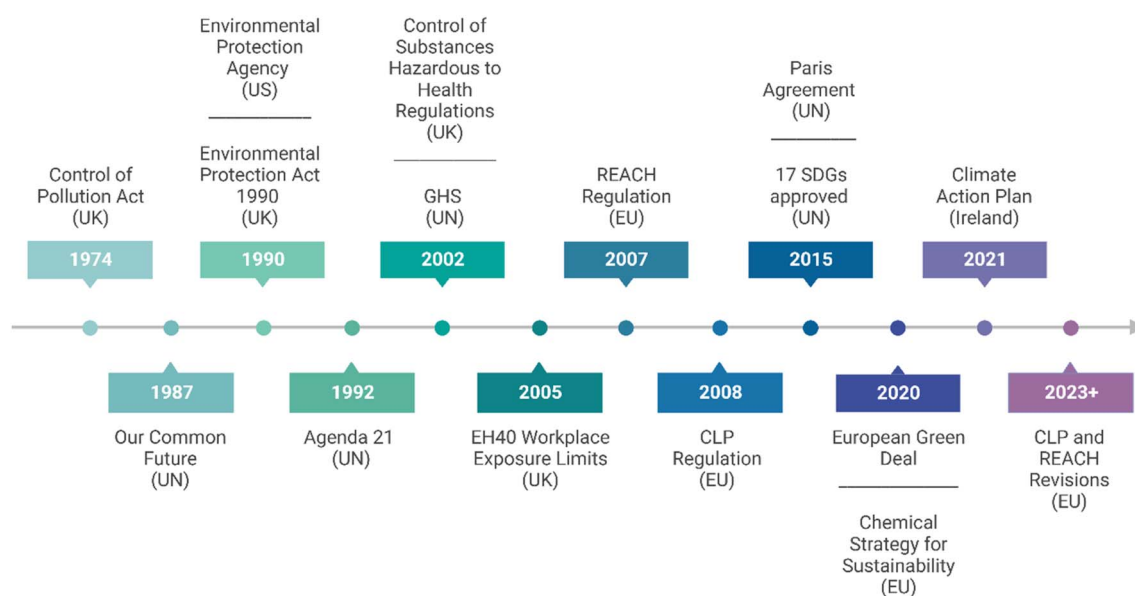 Environmental
Protection
Agency
(US)
Environmental
Protection Act
1990
(UK)
Control of
Substances
Hazardous to
Health
Regulations
(UK)
GHS
(UN)
Paris
Agreement
(UN)
17 SDGs
approved
(UN)
Control of
Pollution Act
(UK)
REACH
Regulation
(EU)
Climate
Action Plan
(Ireland)
1974
1990
2002
2007
2015
2021
1987
1992
2005
2008
2020
2023+
Our Common
Future
(UN)
Agenda 21
(UN)
EH40 Workplace
Exposure Limits
(UK)
CLP
Regulation
(EU)
European Green
Deal
Chemical
Strategy for
Sustainability
(EU)
CLP and
REACH
Revisions
(EU)